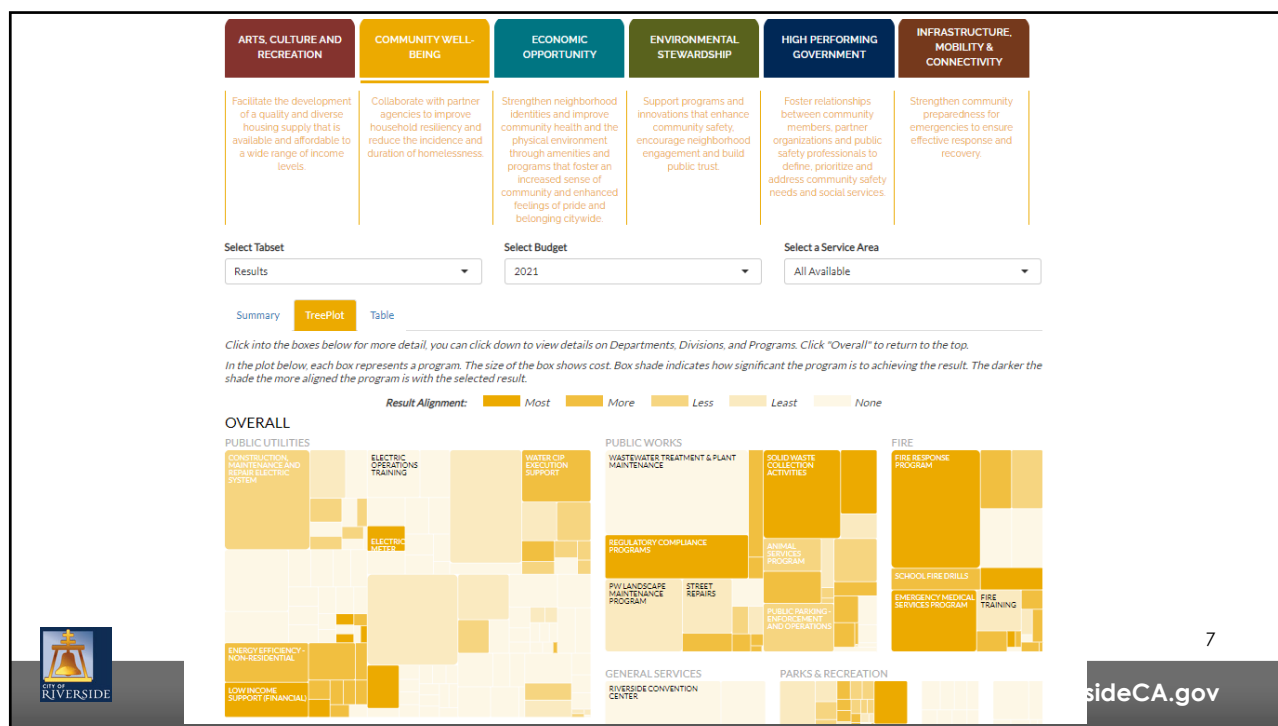 ARTS, CULTURE AND
RECREATION
COMMUNITY WELL-
BEING
ECONOMIC
OPPORTUNITY
ENVIRONMENTAL
STEWARDSHIP
HIGH PERFORMING
GOVERNMENT
INFRASTRUCTURE,
MOBILITY &
CONNECTIVITY
Facilitate the development
of a quality and diverse
housing supply that is
available and affordable to
a wide range of income
levels.
Collaborate with partner
agencies to improve
household resiliency and
reduce the incidence and
duration of homelessness.
Strengthen neighborhood
identities and improve
community health and the
physical environment
through amenities and
programs that foster an
increased sense of
community and enhanced
feelings of pride and
belonging citywide.
Support programs and
innovations that enhance
community safety,
encourage neighborhood
engagement and build
public trust.
Foster relationships
between community
members, partner
organizations and public
safety professionals to
define, prioritize and
address community safety
needs and social services.
Strengthen community
preparedness for
emergencies to ensure
effective response and
recovery.
Select Tabset
Results
Select Budget
2021
Select a Service Area
All Available
Summary
TreePlot
Table
Click into the boxes below for more detail, you can click down to view details on Departments, Divisions, and Programs. Click "Overall" to return to the top.
In the plot below, each box represents a program. The size of the box shows cost. Box shade indicates how significant the program is to achieving the result. The darker the
shade the more aligned the program is with the selected result.
Result Alignment: Most More Less Least None
OVERALL
PUBLIC UTILITIES
CONSTRUCTION,
MAINTENANCE AND
REPAIR ELECTRIC
SYSTEM
ELECTRIC
OPERATIONS
TRAINING
WATER CIP
EXECUTION
SUPPORT
ELECTRIC
METER
ENERGY EFFICIENCY -
NON-RESIDENTIAL
LOW INCOME
SUPPORT (FINANCIAL)
PUBLIC WORKS
WASTEWATER TREATMENT & PLANT
MAINTENANCE
SOLID WASTE
COLLECTION
ACTIVITIES
REGULATORY COMPLIANCE
PROGRAMS
ANIMAL
SERVICES
PROGRAM
PW LANDSCAPE
MAINTENANCE
PROGRAM
STREET
REPAIRS
PUBLIC PARKING -
ENFORCEMENT
AND OPERATIONS
FIRE
FIRE RESPONSE
PROGRAM
SCHOOL FIRE DRILLS
EMERGENCY MEDICAL
SERVICES PROGRAM
FIRE
TRAINING
GENERAL SERVICES
RIVERSIDE CONVENTION
CENTER
PARKS & RECREATION
7
CITY OF
RIVERSIDE
sideCA.gov